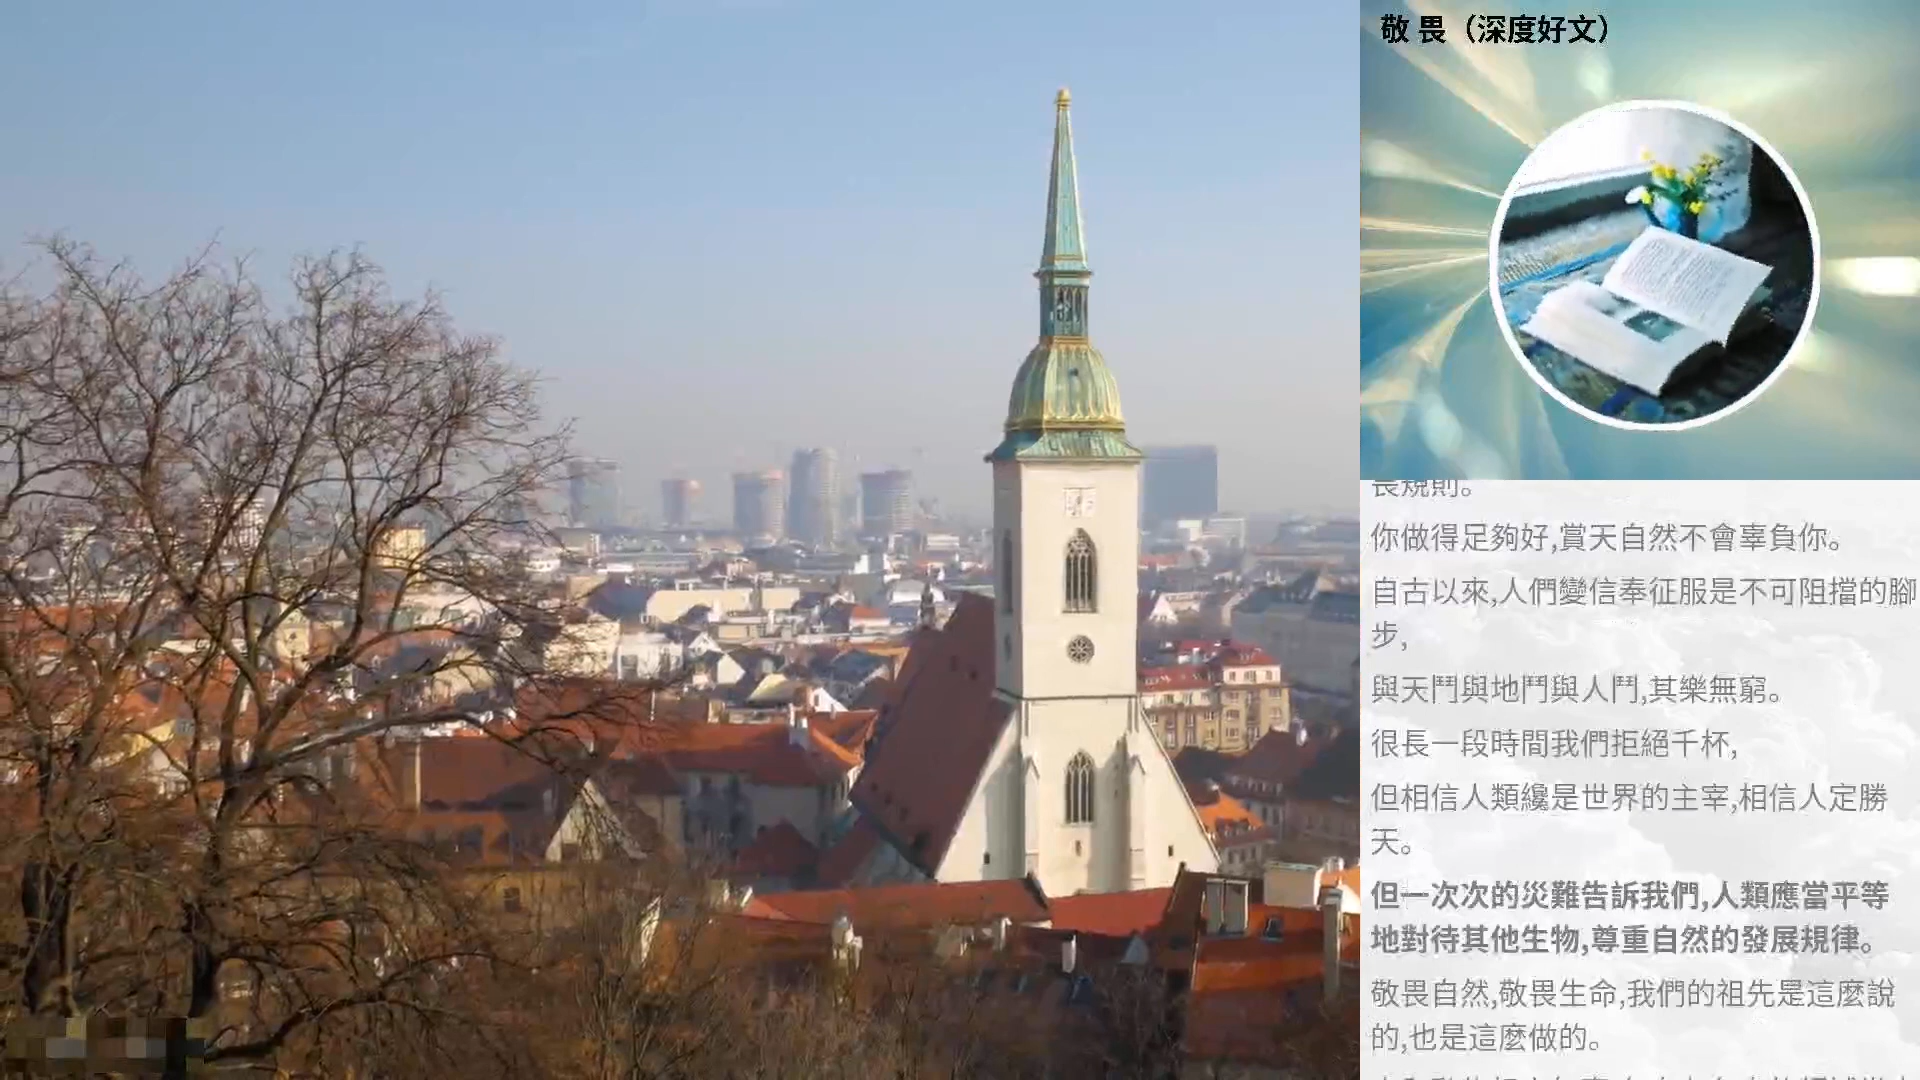 敬 畏（深度好文）
畏規則。
你做得足夠好,賞天自然不會辜負你。
自古以來,人們變信奉征服是不可阻擋的腳
步,
與天鬥與地鬥與人鬥,其樂無窮。
很長一段時間我們拒絕千杯,
但相信人類纔是世界的主宰,相信人定勝
天。
但一次次的災難告訴我們,人類應當平等
地對待其他生物,尊重自然的發展規律。
敬畏自然,敬畏生命,我們的祖先是這麼說
的,也是這麼做的。